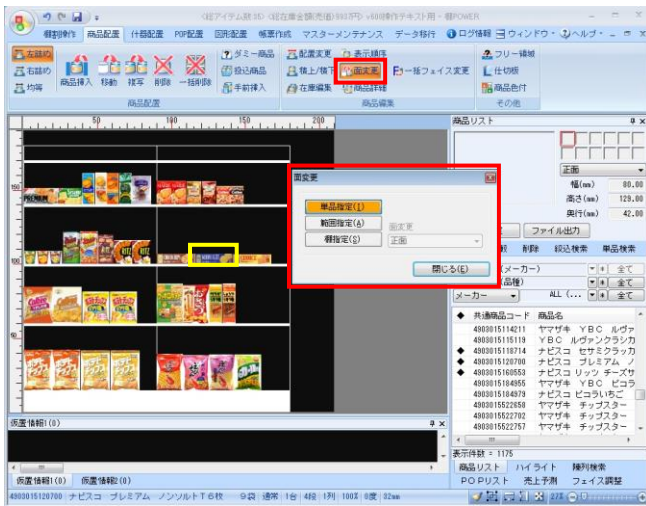 棚割操作 商品配置 什器配置 POP配置 図形配置 帳票作成 マスターメンテナンス データ移行 ログ情報 ウィンドウ ヘルプ
左詰め
右詰め
均等
商品挿入 移動 複写 削除 一括削除
商品配置
ダミー商品
仮設商品
手前挿入
配置変更 表示順序
積上/積下 面変更 一括フェイス変更
在庫編集 商品詳細
商品編集
フリー領域
仕切板
商品色付
その他
50 100 150 200
商品リスト
正面
幅(mm) 80.00
高さ(mm) 129.00
奥行(mm) 42.00
ファイル出力
削除 絞込検索 単品検索
メーカー) 全て
品種) 全て
メーカー ALL (... 全て
面変更
単品指定(I)
範囲指定(A)
棚指定(S)
面変更
正面
閉じる(E)
共通商品コード 商品名
4903015114211 ヤマザキ YBC ルヴァ
4903015115119 YBC ルヴァンクラシカ
4903015118714 ナビスコ セサミクラッカ
4903015120700 ナビスコ プレミアム ノ
4903015160553 ナビスコ リッツ チーズサ
4903015184955 ヤマザキ YBC ピコラ
4903015184979 ナビスコ ピコラいちご
4903015522658 ヤマザキ チップスター
4903015522702 ヤマザキ チップスター
4903015522757 ヤマザキ チップスター
表示件数 = 1175
商品リスト ハイライト 陳列検索
POPリスト 売上予測 フェイス調整
仮置情報1(0)
仮置情報1(0) 仮置情報2(0)
4903015120700 ナビスコ プレミアム ノンソルトT6枚 9袋 通常 1台 4段 1列 100% 0度 32mm
27%